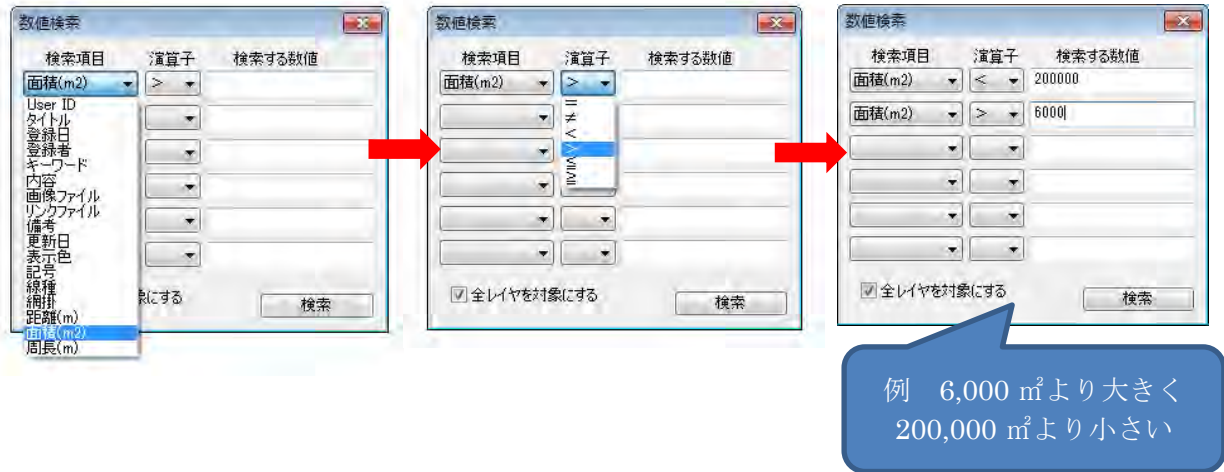 数値検索
検索項目 演算子 検索する数値
面積(m2) >
User ID
タイトル
登録日
登録者
キーワード
内容
画像ファイル
リンクファイル
備考
更新日
表示色
記号
線種
網掛
距離(m)
面積(m2)
周長(m)
象にする
検索
数値検索
検索項目 演算子 検索する数値
面積(m2) >
=
≠
<
>
≧
≦
全レイヤを対象にする
検索
数値検索
検索項目 演算子 検索する数値
面積(m2) < 200000
面積(m2) > 6000
全レイヤを対象にする
検索
例 6,000 ㎡より大きく
200,000 ㎡より小さい